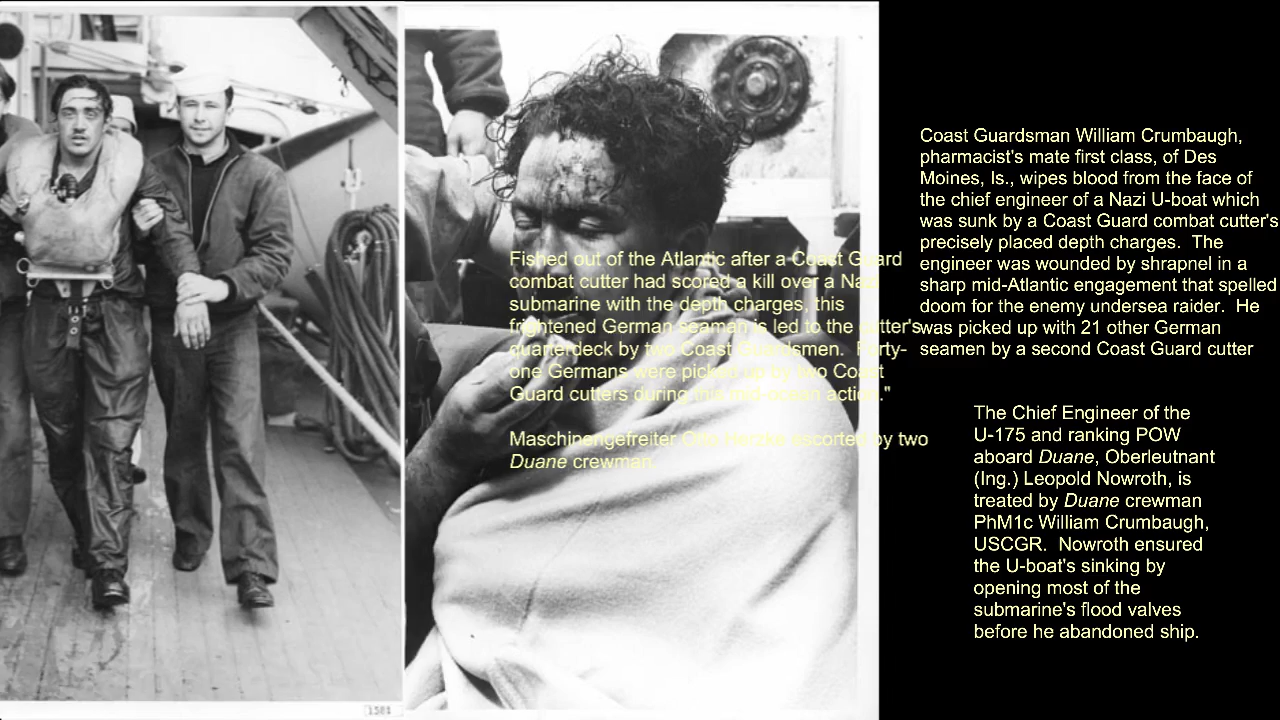 Fished out of the Atlantic after a Coast Guard
combat cutter had scored a kill over a Nazi
submarine with the depth charges, this
frightened German seaman is led to the cutter's
quarterdeck by two Coast Guardsmen.  Forty-
one Germans were picked up by two Coast
Guard cutters during this mid-ocean action."
Maschinengefreiter Otto Herzke escorted by two
Duane crewman.
Coast Guardsman William Crumbaugh,
pharmacist's mate first class, of Des
Moines, Is., wipes blood from the face of
the chief engineer of a Nazi U-boat which
was sunk by a Coast Guard combat cutter's
precisely placed depth charges.  The
engineer was wounded by shrapnel in a
sharp mid-Atlantic engagement that spelled
doom for the enemy undersea raider.  He
was picked up with 21 other German
seamen by a second Coast Guard cutter
The Chief Engineer of the
U-175 and ranking POW
aboard Duane, Oberleutnant
(Ing.) Leopold Nowroth, is
treated by Duane crewman
PhM1c William Crumbaugh,
USCGR.  Nowroth ensured
the U-boat's sinking by
opening most of the
submarine's flood valves
before he abandoned ship.